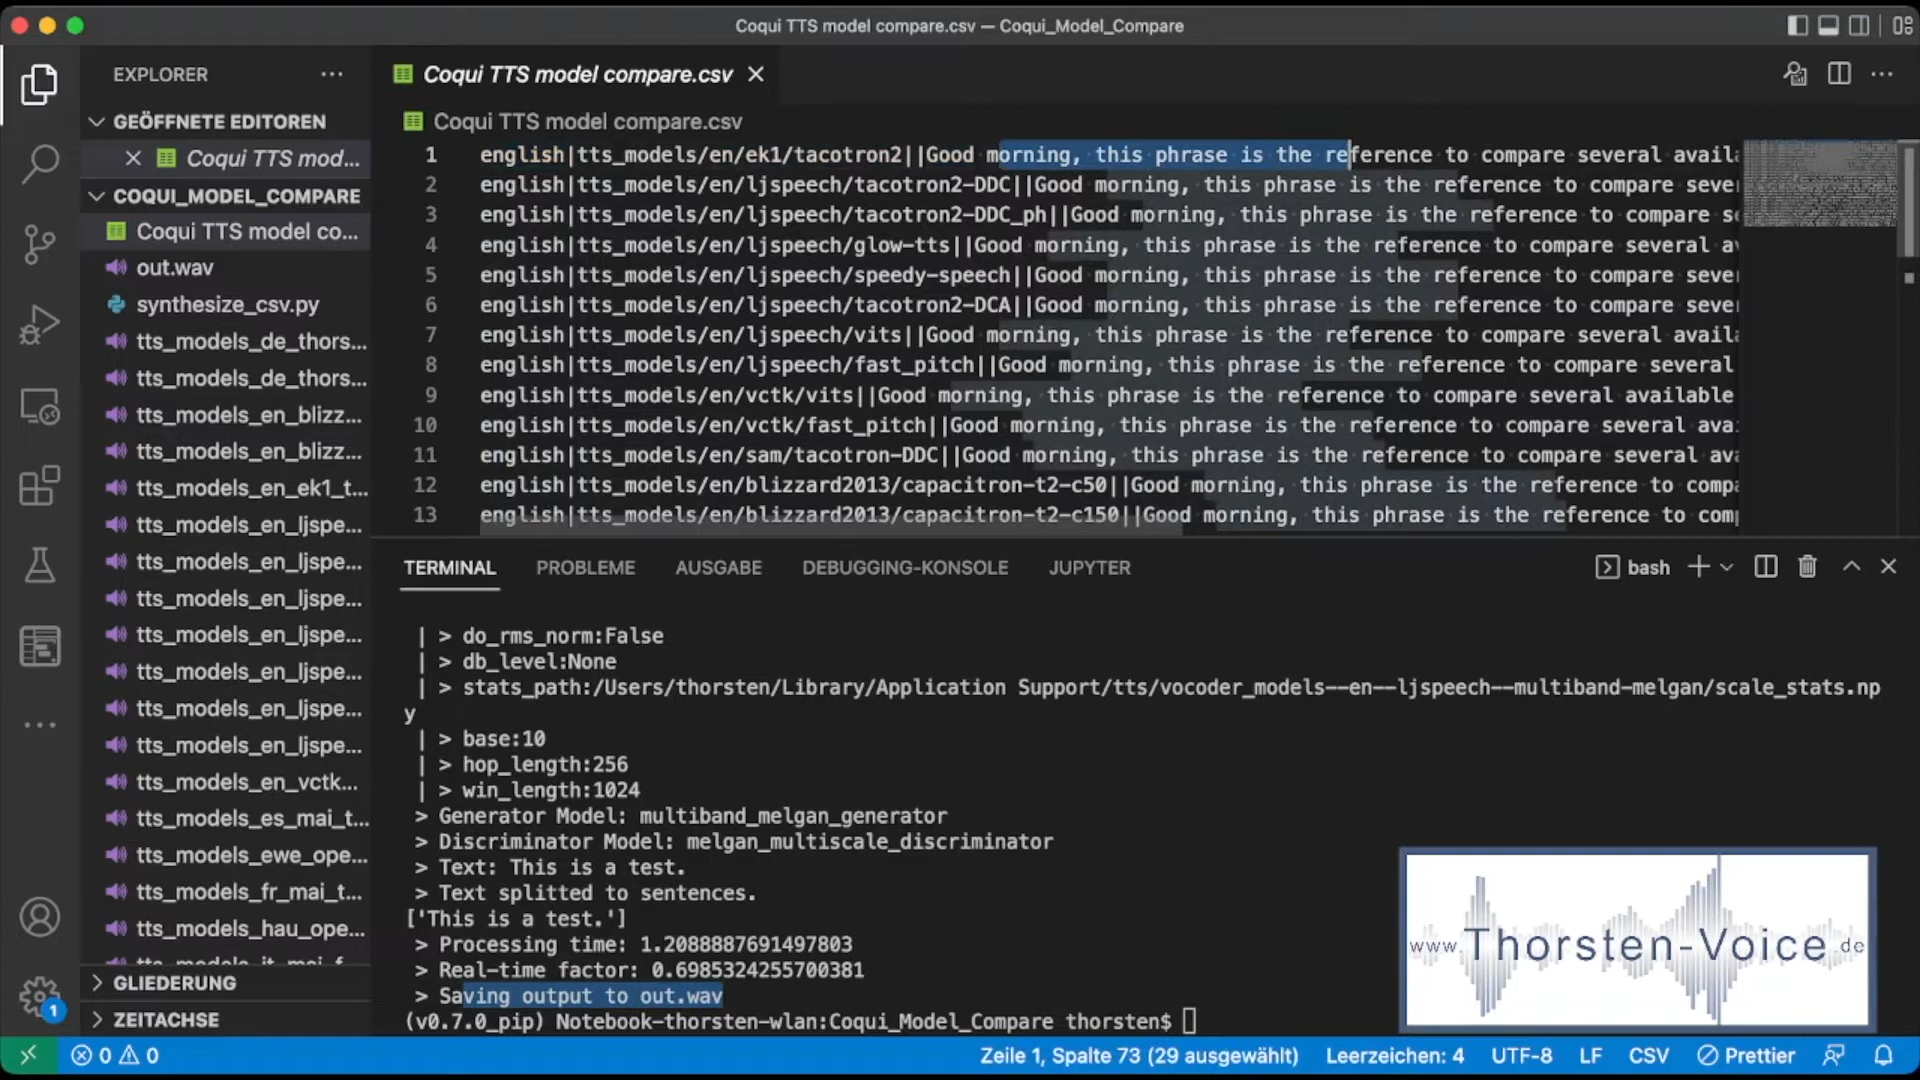 Coqui TTS model compare.csv — Coqui_Model_Compare
EXPLORER
Coqui TTS model compare.csv
GEÖFFNETE EDITOREN
Coqui TTS mod...
COQUI_MODEL_COMPARE
Coqui TTS model co...
out.wav
synthesize_csv.py
tts_models_de_thors...
tts_models_de_thors...
tts_models_en_blizz...
tts_models_en_blizz...
tts_models_en_ek1_t...
tts_models_en_ljspe...
tts_models_en_ljspe...
tts_models_en_ljspe...
tts_models_en_ljspe...
tts_models_en_ljspe...
tts_models_en_ljspe...
tts_models_en_ljspe...
tts_models_en_vctk...
tts_models_es_mai_t...
tts_models_ewe_ope...
tts_models_fr_mai_t...
tts_models_hau_ope...
GLIEDERUNG
ZEITACHSE
1
Coqui TTS model compare.csv
1 english|tts_models/en/ek1/tacotron2||Good morning, this phrase is the reference to compare several availa
2 english|tts_models/en/ljspeech/tacotron2-DDC||Good morning, this phrase is the reference to compare seve
3 english|tts_models/en/ljspeech/tacotron2-DDC_ph||Good morning, this phrase is the reference to compare s
4 english|tts_models/en/ljspeech/glow-tts||Good morning, this phrase is the reference to compare several a
5 english|tts_models/en/ljspeech/speedy-speech||Good morning, this phrase is the reference to compare seve
6 english|tts_models/en/ljspeech/tacotron2-DCA||Good morning, this phrase is the reference to compare seve
7 english|tts_models/en/ljspeech/vits||Good morning, this phrase is the reference to compare several availa
8 english|tts_models/en/ljspeech/fast_pitch||Good morning, this phrase is the reference to compare several
9 english|tts_models/en/vctk/vits||Good morning, this phrase is the reference to compare several available
10 english|tts_models/en/vctk/fast_pitch||Good morning, this phrase is the reference to compare several ava
11 english|tts_models/en/sam/tacotron-DDC||Good morning, this phrase is the reference to compare several av
12 english|tts_models/en/blizzard2013/capacitron-t2-c50||Good morning, this phrase is the reference to comp
13 english|tts_models/en/blizzard2013/capacitron-t2-c150||Good morning, this phrase is the reference to com
TERMINAL PROBLEME AUSGABE DEBUGGING-KONSOLE JUPYTER bash
| > do_rms_norm:False
| > db_level:None
| > stats_path:/Users/thorsten/Library/Application Support/tts/vocoder_models--en--ljspeech--multiband-melgan/scale_stats.np
y
| > base:10
| > hop_length:256
| > win_length:1024
> Generator Model: multiband_melgan_generator
> Discriminator Model: melgan_multiscale_discriminator
> Text: This is a test.
> Text splitted to sentences.
['This is a test.']
> Processing time: 1.2088887691497803
> Real-time factor: 0.6985324255700381
> Saving output to out.wav
(v0.7.0_pip) Notebook-thorsten-wlan:Coqui_Model_Compare thorsten$
www.Thorsten-Voice.de
0 0 Zeile 1, Spalte 73 (29 ausgewählt) Leerzeichen: 4 UTF-8 LF CSV Prettier